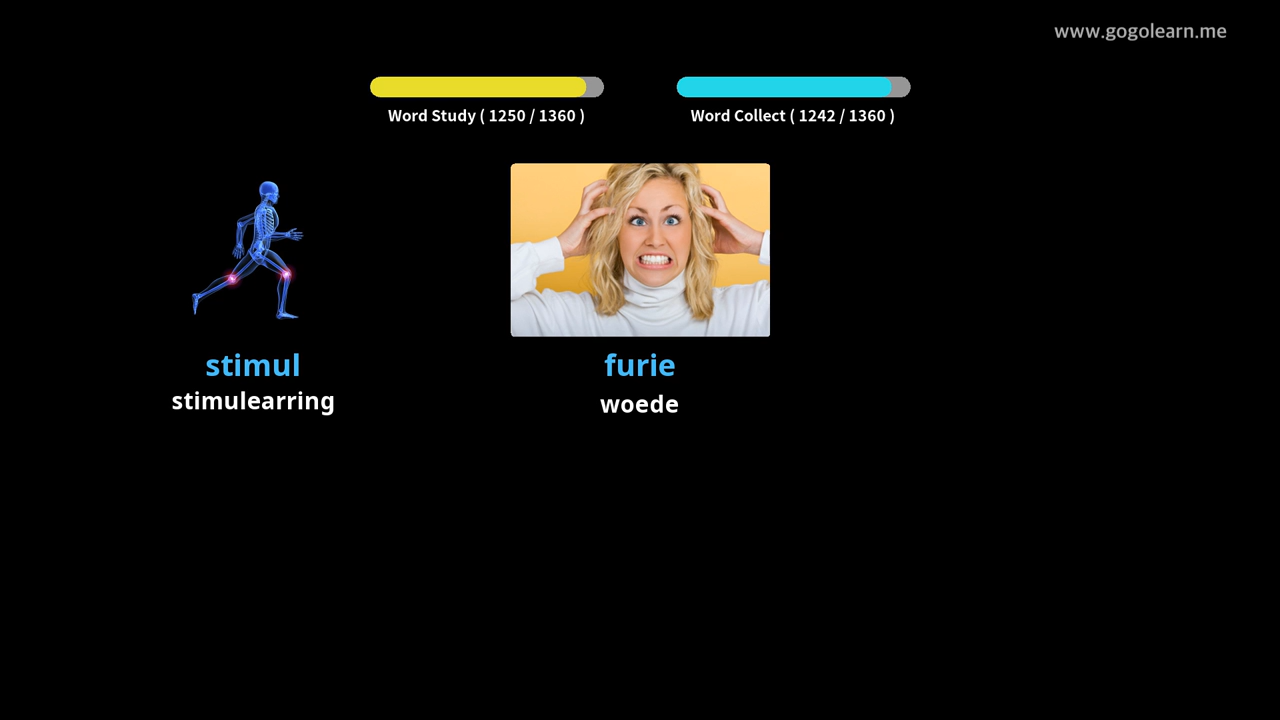 www.gogolearn.me
Word Study ( 1250 / 1360 )
Word Collect ( 1242 / 1360 )
stimul
stimulearring
furie
woede